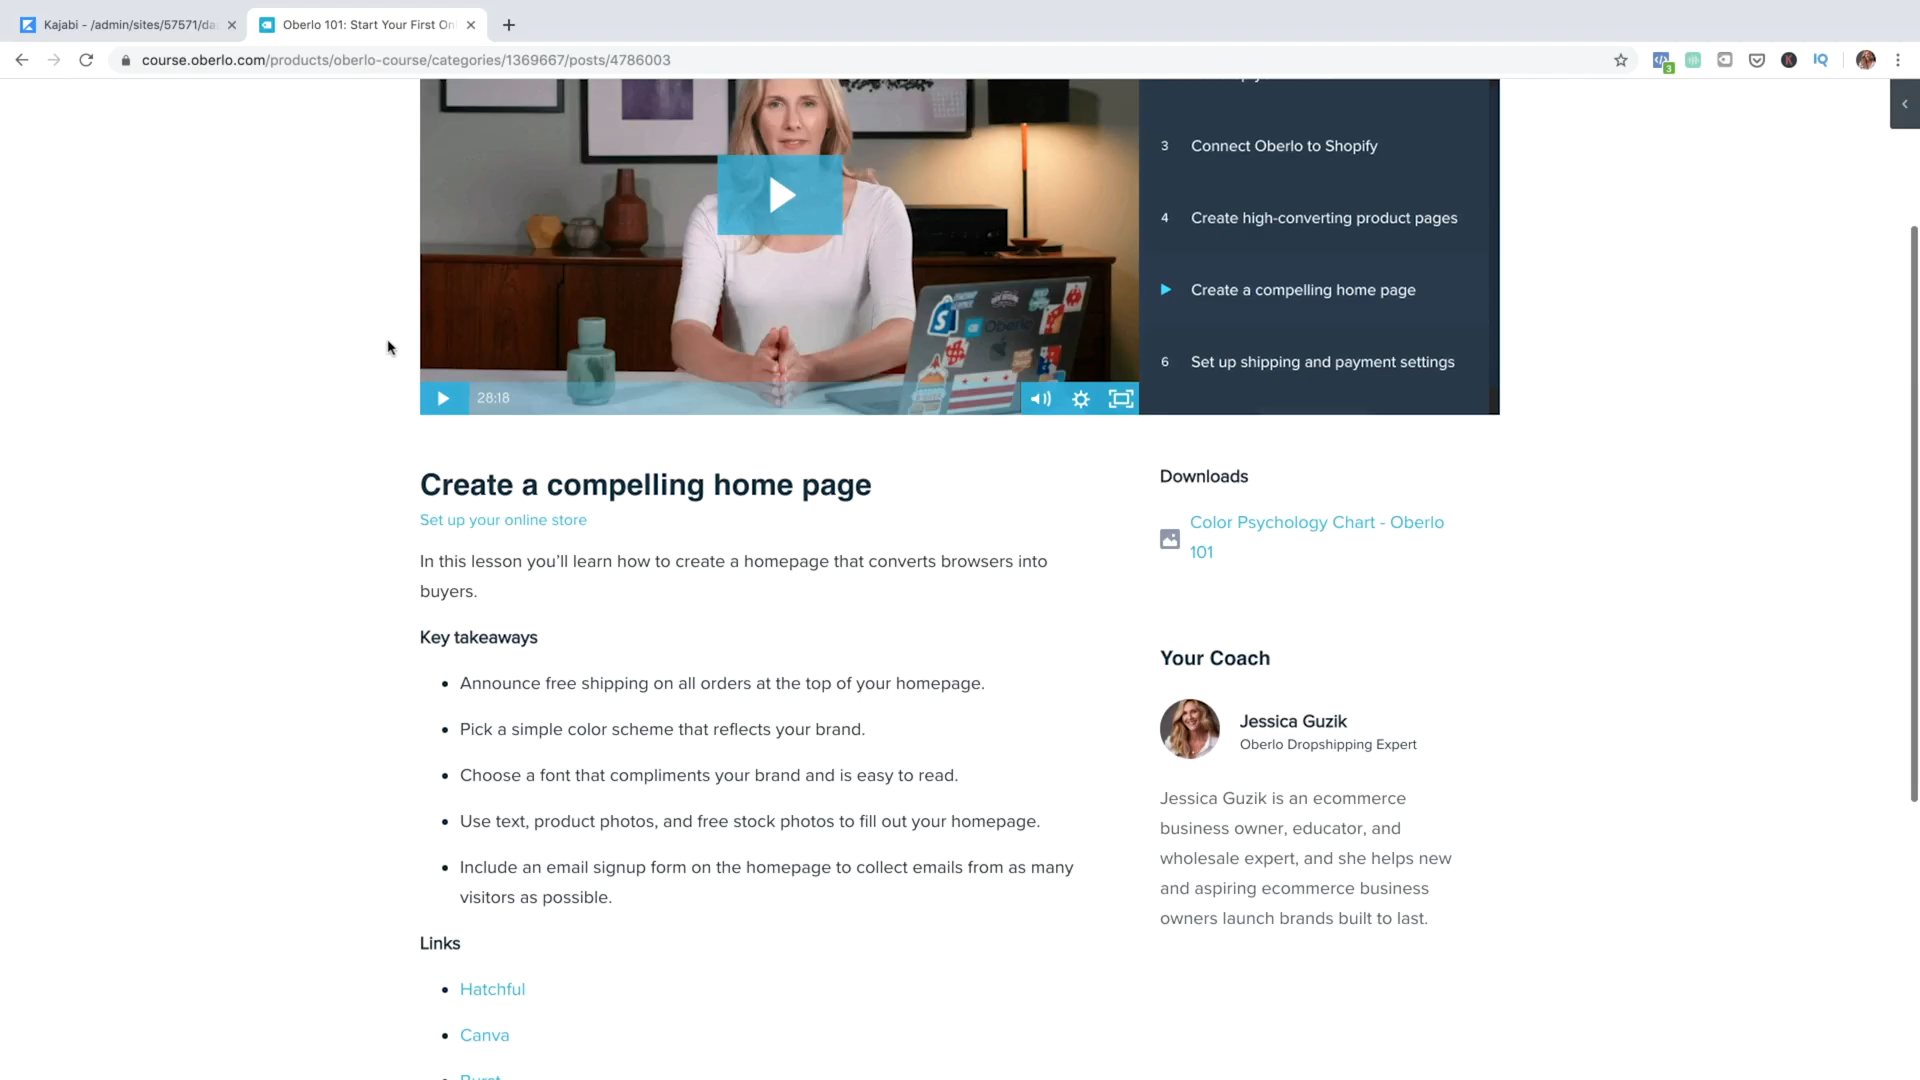 Kajabi - /admin/sites/57571/da
Oberlo 101: Start Your First On
course.oberlo.com/products/oberlo-course/categories/1369667/posts/4786003
3
IQ
3 Connect Oberlo to Shopify
4 Create high-converting product pages
Create a compelling home page
6 Set up shipping and payment settings
Oberlo
28:18
Create a compelling home page
Set up your online store
In this lesson you’ll learn how to create a homepage that converts browsers into
buyers.
Key takeaways
• Announce free shipping on all orders at the top of your homepage.
• Pick a simple color scheme that reflects your brand.
• Choose a font that compliments your brand and is easy to read.
• Use text, product photos, and free stock photos to fill out your homepage.
• Include an email signup form on the homepage to collect emails from as many
visitors as possible.
Links
• Hatchful
• Canva
Downloads
Color Psychology Chart - Oberlo
101
Your Coach
Jessica Guzik
Oberlo Dropshipping Expert
Jessica Guzik is an ecommerce
business owner, educator, and
wholesale expert, and she helps new
and aspiring ecommerce business
owners launch brands built to last.